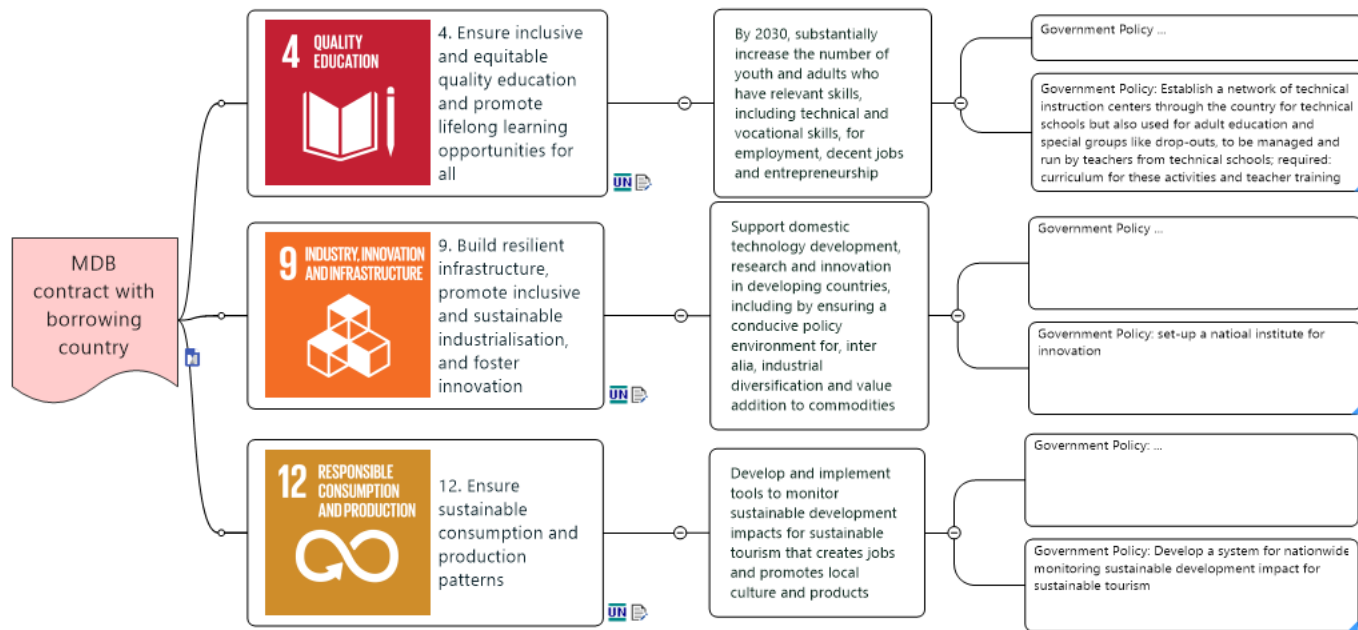 MDB
contract with
borrowing
country
4 QUALITY
EDUCATION
4. Ensure inclusive
and equitable
quality education
and promote
lifelong learning
opportunities for
all
UN
By 2030, substantially
increase the number of
youth and adults who
have relevant skills,
including technical and
vocational skills, for
employment, decent jobs
and entrepreneurship
Government Policy ...
Government Policy: Establish a network of technical
instruction centers through the country for technical
schools but also used for adult education and
special groups like drop-outs, to be managed and
run by teachers from technical schools; required:
curriculum for these activities and teacher training
9 INDUSTRY, INNOVATION
AND INFRASTRUCTURE
9. Build resilient
infrastructure,
promote inclusive
and sustainable
industrialisation,
and foster
innovation
UN
Support domestic
technology development,
research and innovation
in developing countries,
including by ensuring a
conducive policy
environment for, inter
alia, industrial
diversification and value
addition to commodities
Government Policy ...
Government Policy: set-up a natioal institute for
innovation
12 RESPONSIBLE
CONSUMPTION
AND PRODUCTION
12. Ensure
sustainable
consumption and
production
patterns
UN
Develop and implement
tools to monitor
sustainable development
impacts for sustainable
tourism that creates jobs
and promotes local
culture and products
Government Policy: ...
Government Policy: Develop a system for nationwide
monitoring sustainable development impact for
sustainable tourism